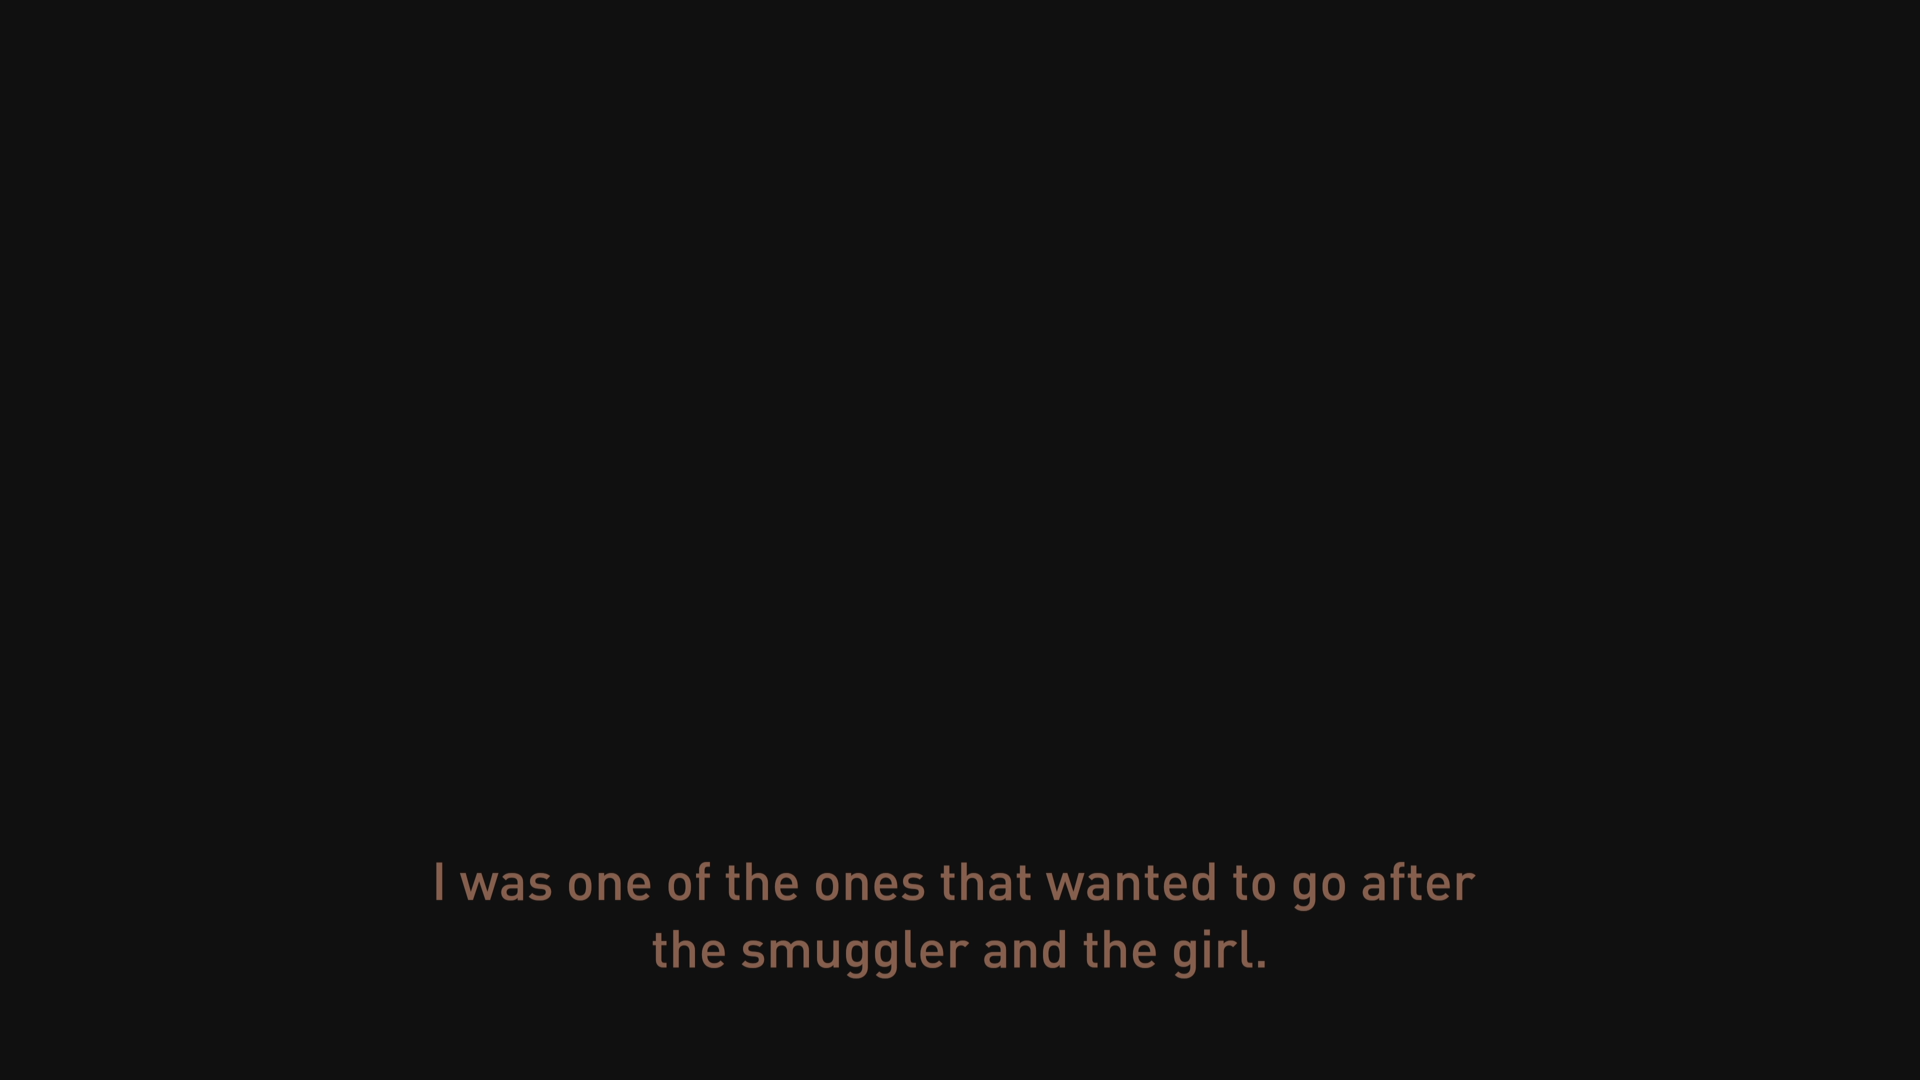 I was one of the ones that wanted to go after
the smuggler and the girl.